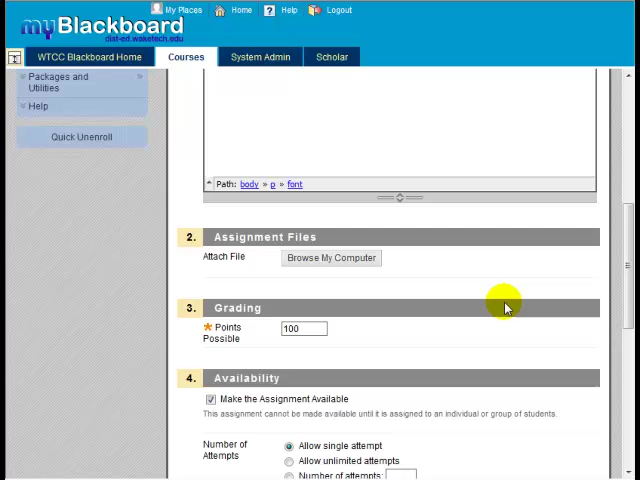 My Places Home Help Logout
myBlackboard
dist-ed.waketech.edu
WTCC Blackboard Home Courses System Admin Scholar
Packages and
Utilities
Help
Quick Unenroll
Path: body » p » font
2. Assignment Files
Attach File Browse My Computer
3. Grading
Points
Possible
100
4. Availability
Make the Assignment Available
This assignment cannot be made available until it is assigned to an individual or group of students.
Number of
Attempts
Allow single attempt
Allow unlimited attempts
Number of attempts: